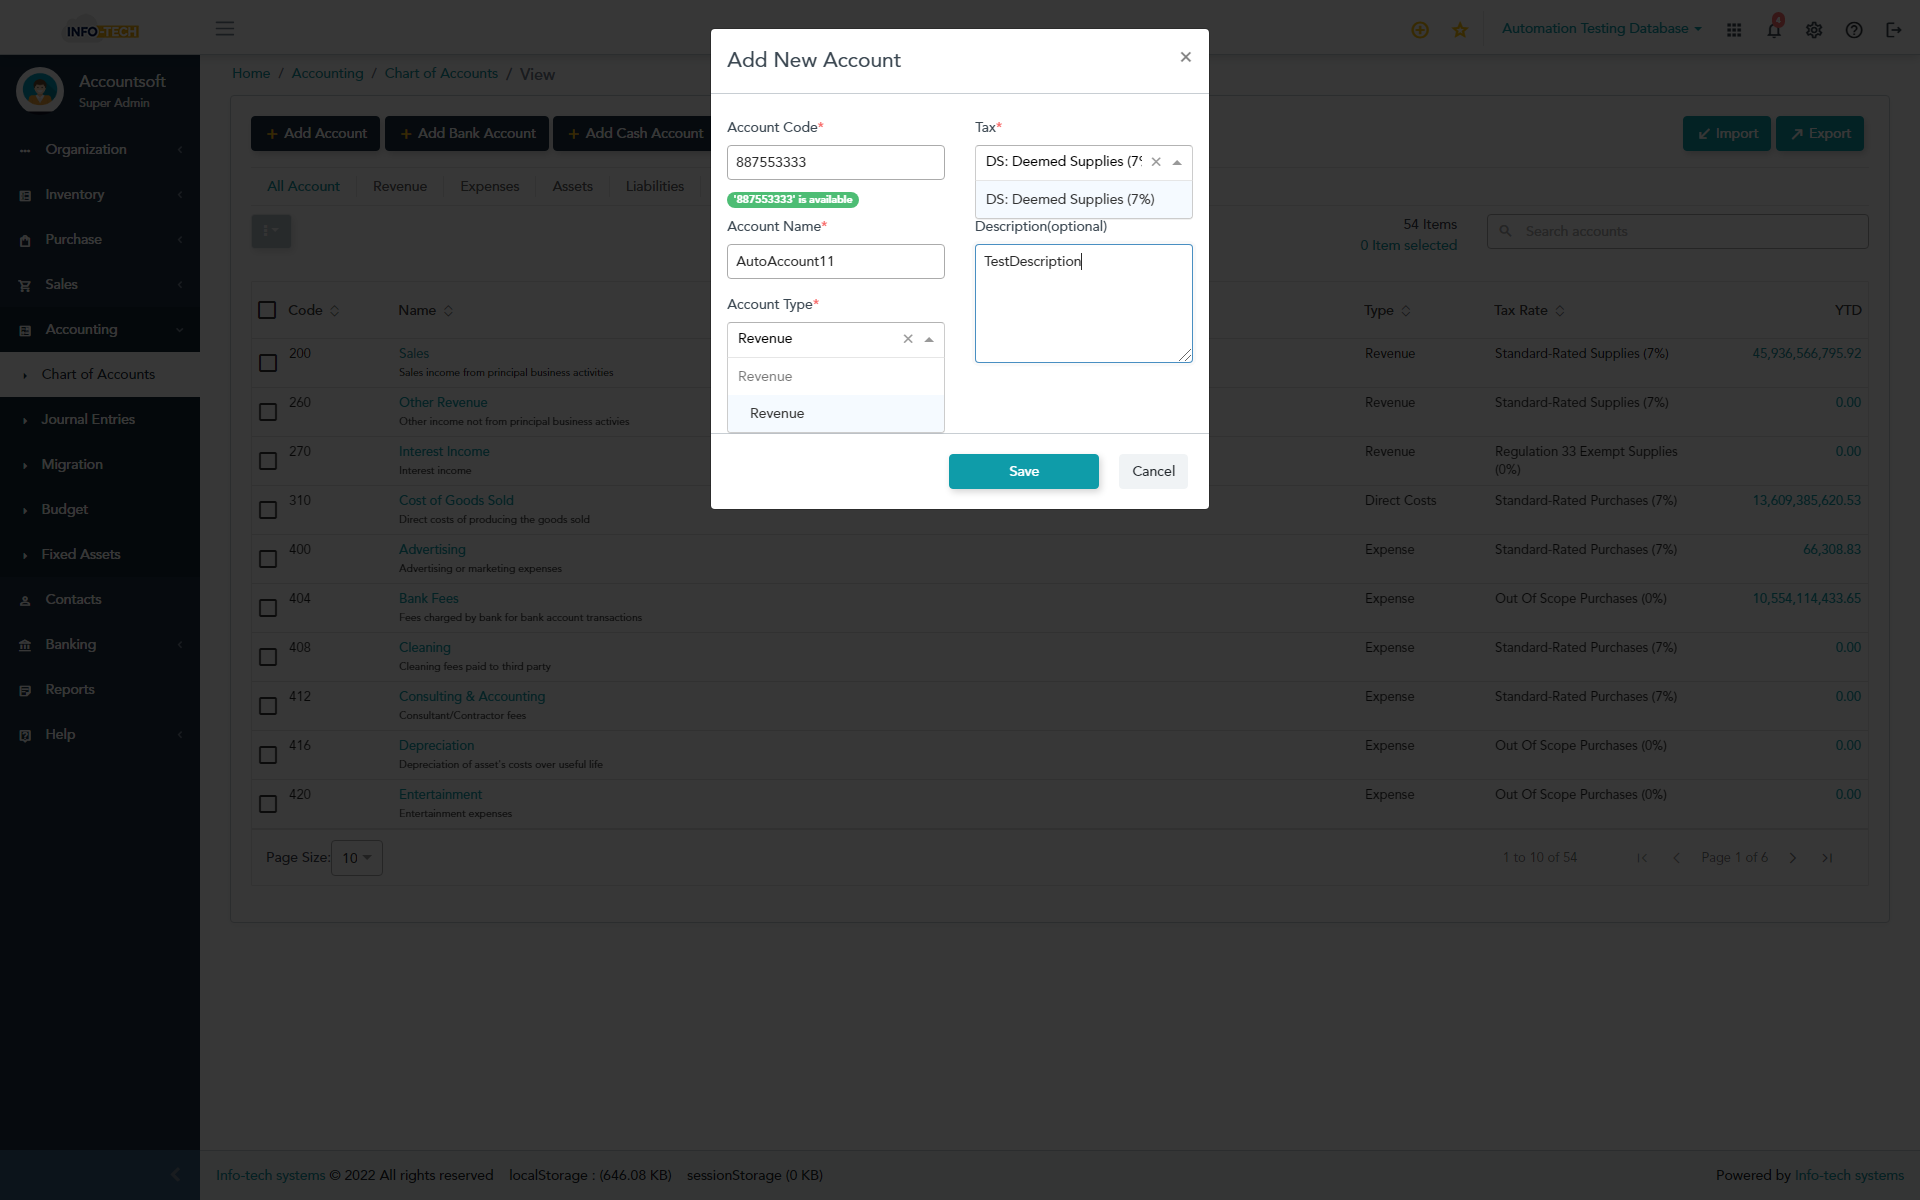 INFO-TECH
4
Automation Testing Database
Accountsoft
Super Admin
Organization
Inventory
Purchase
Sales
Accounting
Chart of Accounts
Journal Entries
Migration
Budget
Fixed Assets
Contacts
Banking
Reports
Help
Home / Accounting / Chart of Accounts / View
+ Add Account
+ Add Bank Account
+ Add Cash Account
Import
Export
All Account
Revenue
Expenses
Assets
Liabilities
54 Items
0 Item selected
Search accounts
Code Name Type Tax Rate YTD
200 Sales Revenue Standard-Rated Supplies (7%) 45,936,566,795.92
Sales income from principal business activities
260 Other Revenue Revenue Standard-Rated Supplies (7%) 0.00
Other income not from principal business activies
270 Interest Income Revenue Regulation 33 Exempt Supplies 0.00
Interest income (0%)
310 Cost of Goods Sold Direct Costs Standard-Rated Purchases (7%) 13,609,385,620.53
Direct costs of producing the goods sold
400 Advertising Expense Standard-Rated Purchases (7%) 66,308.83
Advertising or marketing expenses
404 Bank Fees Expense Out Of Scope Purchases (0%) 10,554,114,433.65
Fees charged by bank for bank account transactions
408 Cleaning Expense Standard-Rated Purchases (7%) 0.00
Cleaning fees paid to third party
412 Consulting & Accounting Expense Standard-Rated Purchases (7%) 0.00
Consultant/Contractor fees
416 Depreciation Expense Out Of Scope Purchases (0%) 0.00
Depreciation of asset's costs over useful life
420 Entertainment Expense Out Of Scope Purchases (0%) 0.00
Entertainment expenses
Page Size: 10
1 to 10 of 54
Page 1 of 6
Add New Account
×
Account Code*
887553333
'887553333' is available
Account Name*
AutoAccount11
Account Type*
Revenue ×
Revenue
Revenue
Tax*
DS: Deemed Supplies (7% ×
DS: Deemed Supplies (7%)
Description(optional)
TestDescription
Save
Cancel
Info-tech systems © 2022 All rights reserved localStorage : (646.08 KB) sessionStorage (0 KB)
Powered by Info-tech systems